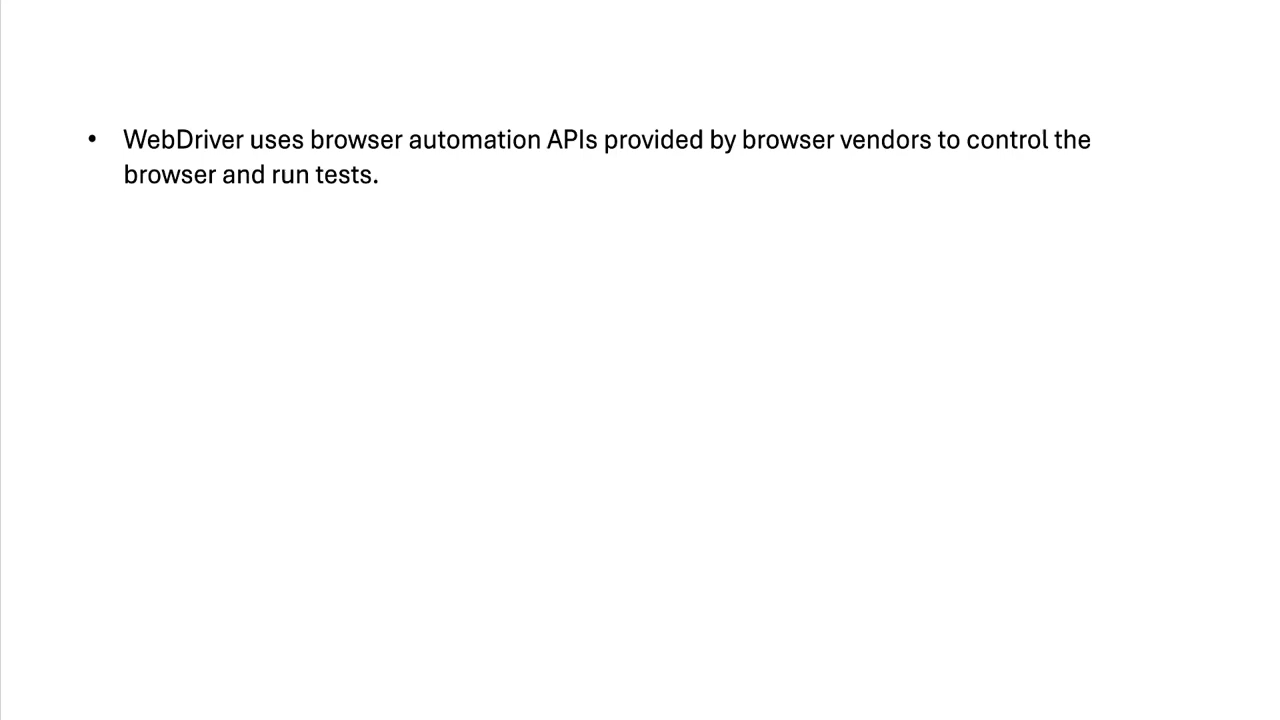 • WebDriver uses browser automation APIs provided by browser vendors to control the
browser and run tests.